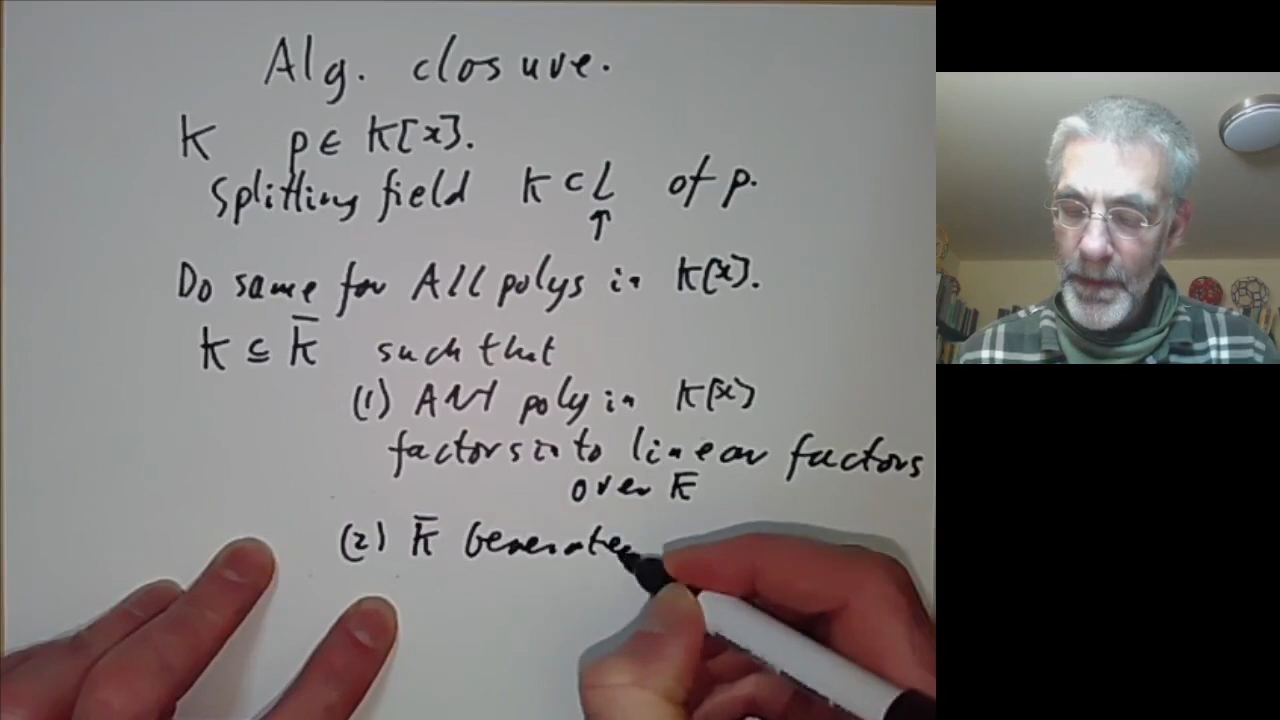 Alg. closure.
K p ∈ K[x].
Splitting field K ⊂ L of p.
↑
Do same for All polys in K[x].
K ⊆ K̄ such that
(1) ANY poly in K[x]
factors into linear factors
over K̄
(2) K̄ Generated